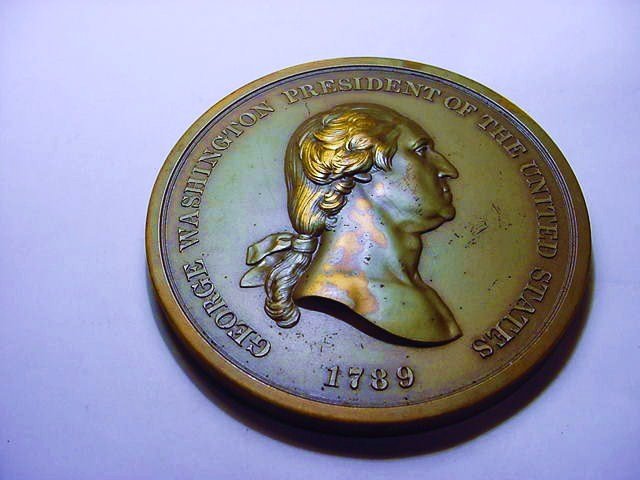 GEORGE WASHINGTON PRESIDENT OF THE UNITED STATES
1789